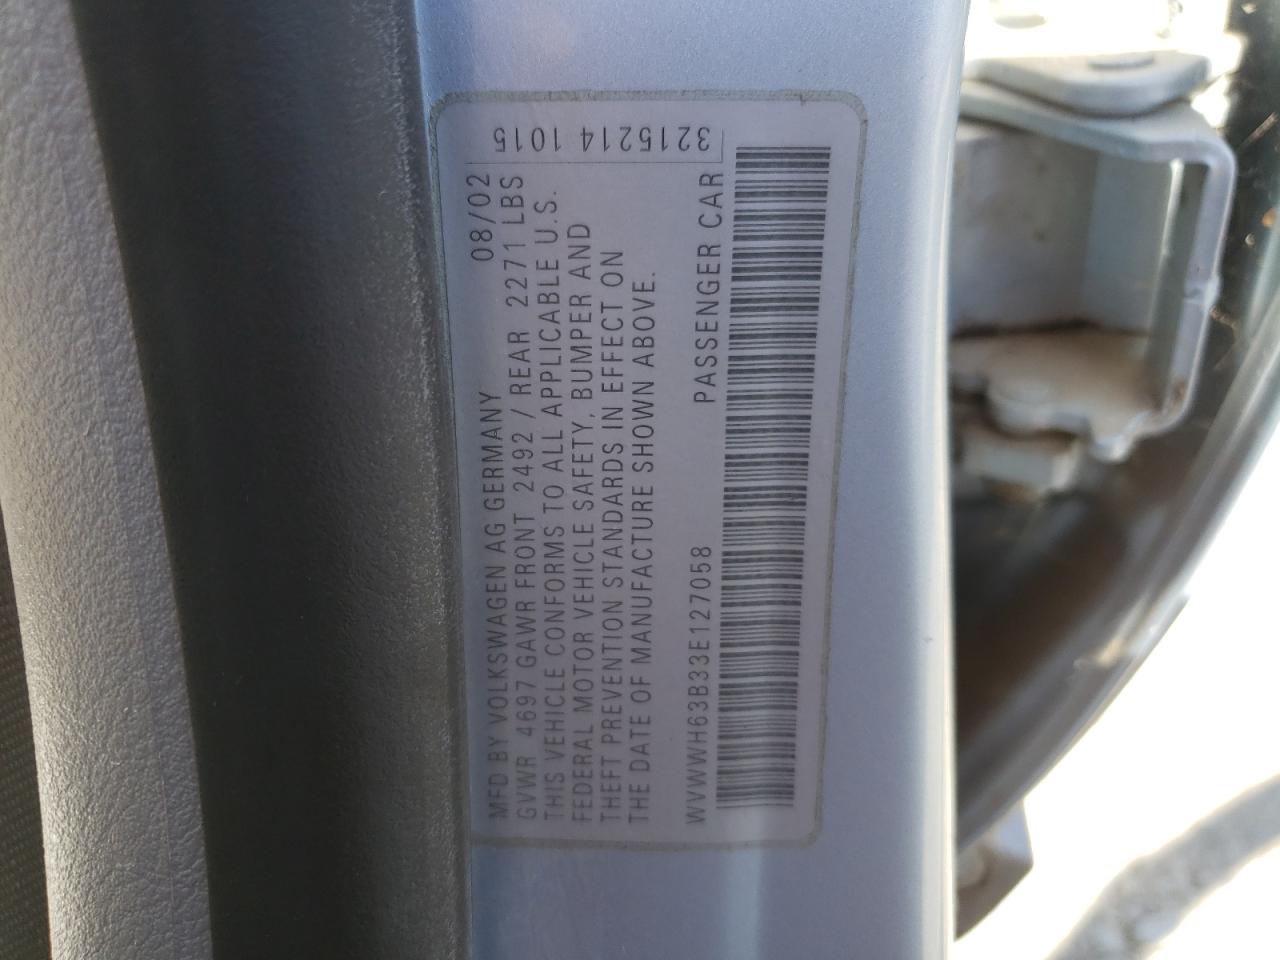 MFD BY VOLKSWAGEN AG GERMANY 08/02
GVWR 4697 GAWR FRONT 2492 / REAR 2271 LBS
THIS VEHICLE CONFORMS TO ALL APPLICABLE U.S.
FEDERAL MOTOR VEHICLE SAFETY, BUMPER AND
THEFT PREVENTION STANDARDS IN EFFECT ON
THE DATE OF MANUFACTURE SHOWN ABOVE.
WVWWH63B33E127058 PASSENGER CAR
3215214 1015